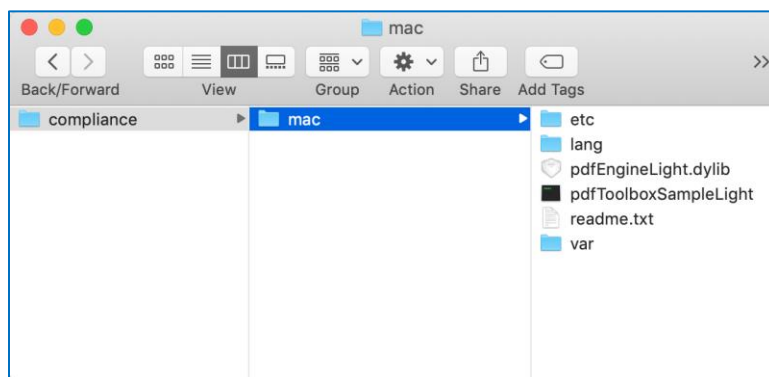 mac
Back/Forward
View
Group
Action
Share
Add Tags
compliance
mac
etc
lang
pdfEngineLight.dylib
pdfToolboxSampleLight
readme.txt
var